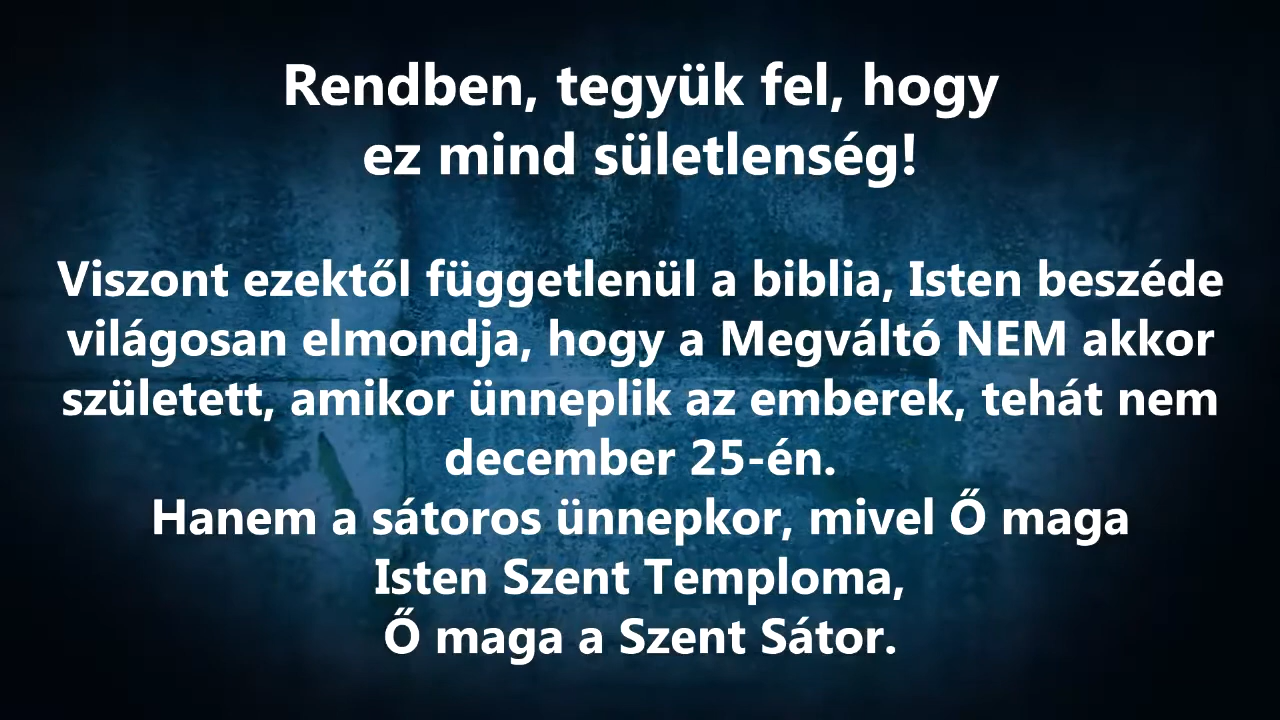 Rendben, tegyük fel, hogy
ez mind sületlenség!
Viszont ezektől függetlenül a biblia, Isten beszéde
világosan elmondja, hogy a Megváltó NEM akkor
született, amikor ünneplik az emberek, tehát nem
december 25-én.
Hanem a sátoros ünnepkor, mivel Ő maga
Isten Szent Temploma,
Ő maga a Szent Sátor.